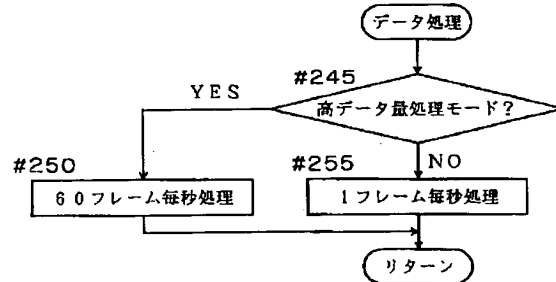 データ処理
#245
YES
高データ量処理モード？
#250
#255
NO
60フレーム毎秒処理
1フレーム毎秒処理
リターン